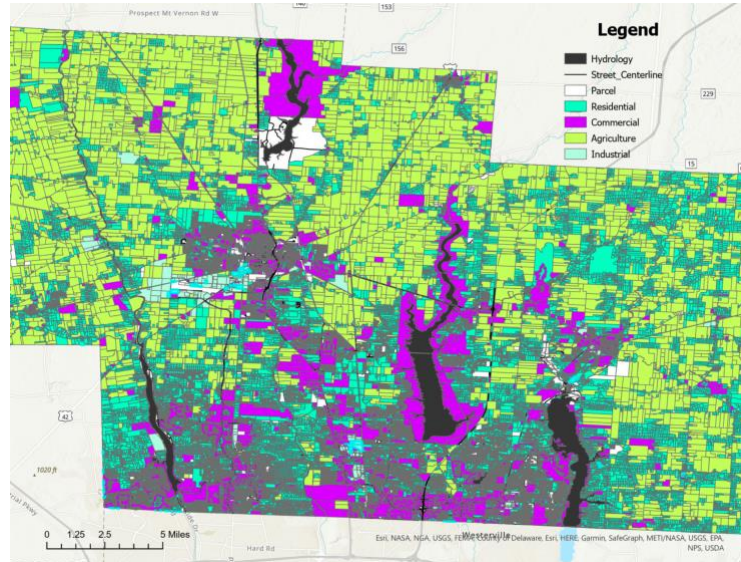 Prospect Mt Vernon Rd W
153
156
229
15
Legend
Hydrology
Street_Centerline
Parcel
Residential
Commercial
Agriculture
Industrial
42
1020 ft
Hard Rd
Westerville
0 1.25 2.5 5 Miles
Esri, NASA, NGA, USGS, FEMA, County of Delaware, Esri, HERE, Garmin, SafeGraph, METI/NASA, USGS, EPA,
NPS, USDA